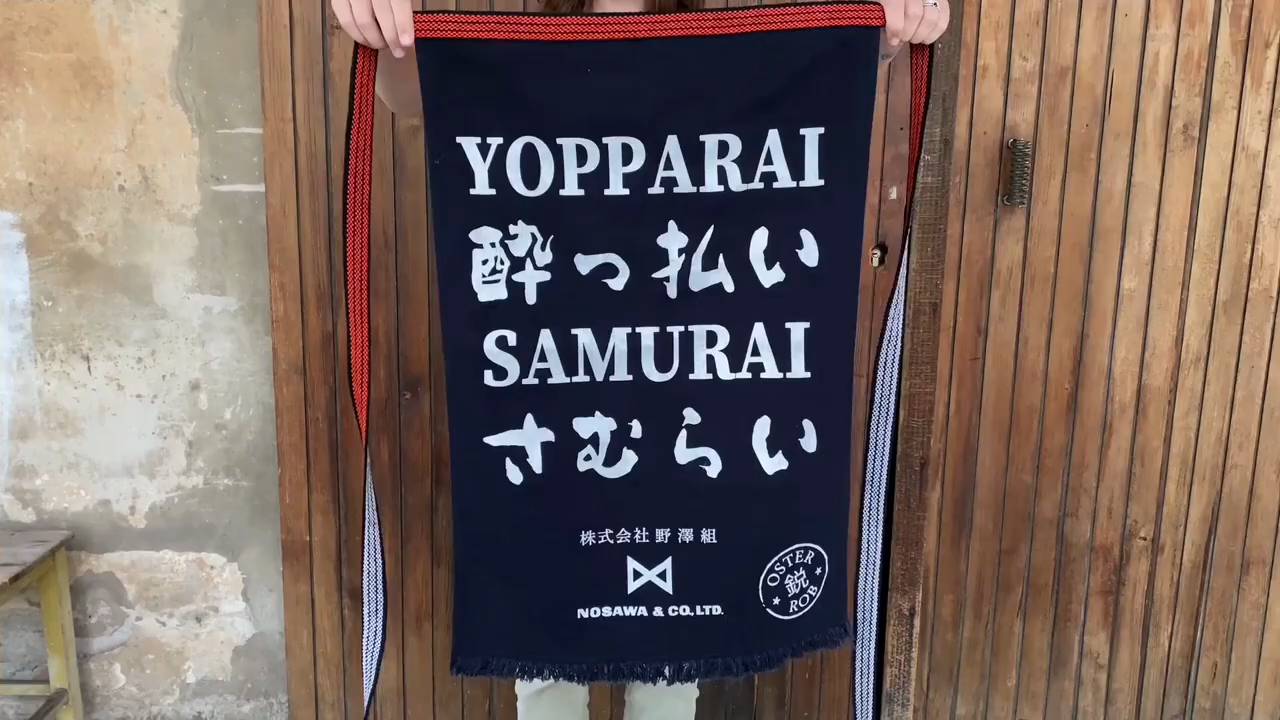 YOPPARAI
酔っ払い
SAMURAI
さむらい
株式会社 野澤組
NOSAWA & CO., LTD.
OSTER
鋭
ROB